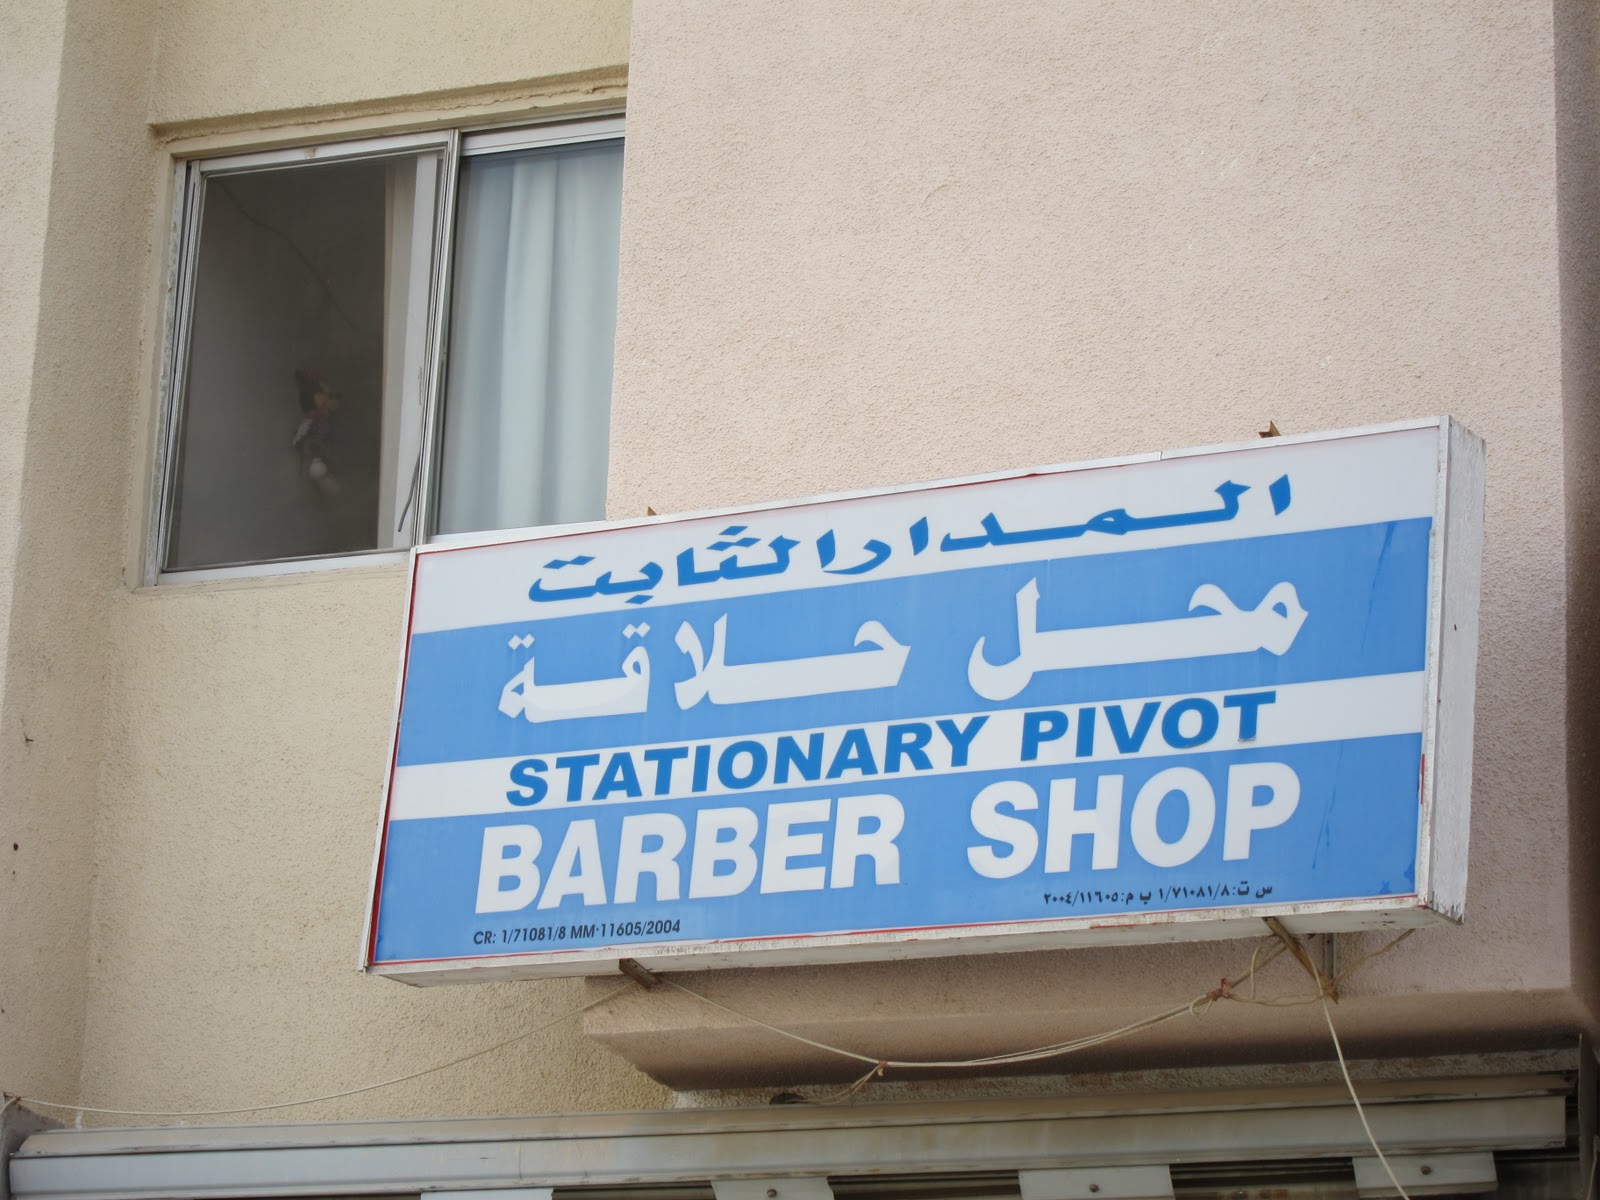 المدار الثابت
محل حلاقة
STATIONARY PIVOT
BARBER SHOP
CR: 1/71081/8 MM·11605/2004
س ت: ١/٧١٠٨١/٨ ب م: ٢٠٠٤/١١٦٠٥